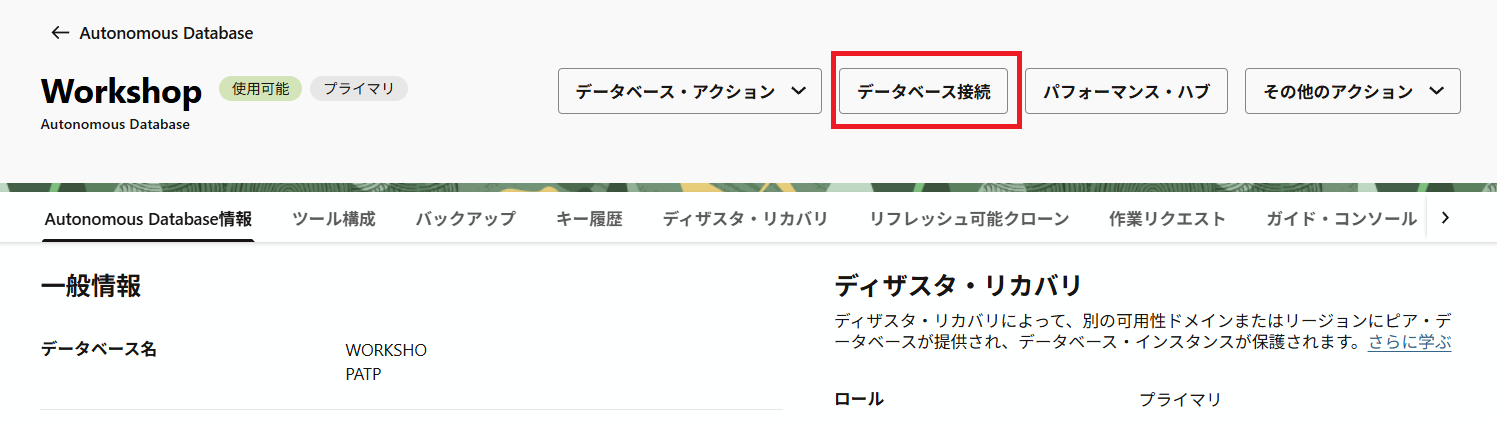 ← Autonomous Database
Workshop 使用可能 プライマリ
データベース・アクション データベース接続 パフォーマンス・ハブ その他のアクション
Autonomous Database
Autonomous Database情報 ツール構成 バックアップ キー履歴 ディザスタ・リカバリ リフレッシュ可能クローン 作業リクエスト ガイド・コンソール
一般情報
データベース名
WORKSHO
PATP
ディザスタ・リカバリ
ディザスタ・リカバリによって、別の可用性ドメインまたはリージョンにピア・デ
ータベースが提供され、データベース・インスタンスが保護されます。さらに学ぶ
ロール プライマリ